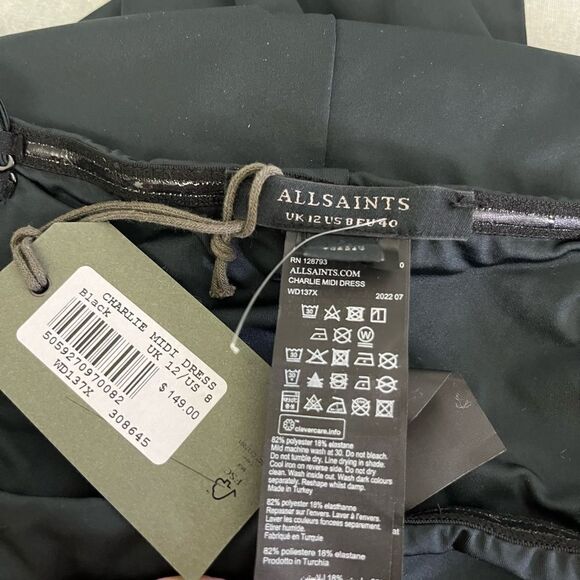 ALLSAINTS
UK 12 US 8 EU 40
RN 128793
0
ALLSAINTS.COM
CHARLIE MIDI DRESS
WD137X
2022 07
clevercare.info
82% polyester 18% elastane
Mild machine wash at 30. Do not bleach.
Do not tumble dry. Line drying in shade.
Cool iron on reverse side. Do not dry
clean. Wash inside out. Wash dark colours
separately. Reshape whilst damp.
Made in Turkey
82% polyester 18% élasthanne
Repasser sur l'envers. Laver à l'envers.
Laver les couleurs foncées separement.
Etirer humide.
Fabriqué en Turquie
82% poliestere 18% elastane
Prodotto in Turchia
CHARLIE MIDI DRESS
Black
UK 12/US 8
$ 149.00
5059270970082
WD137X
308645